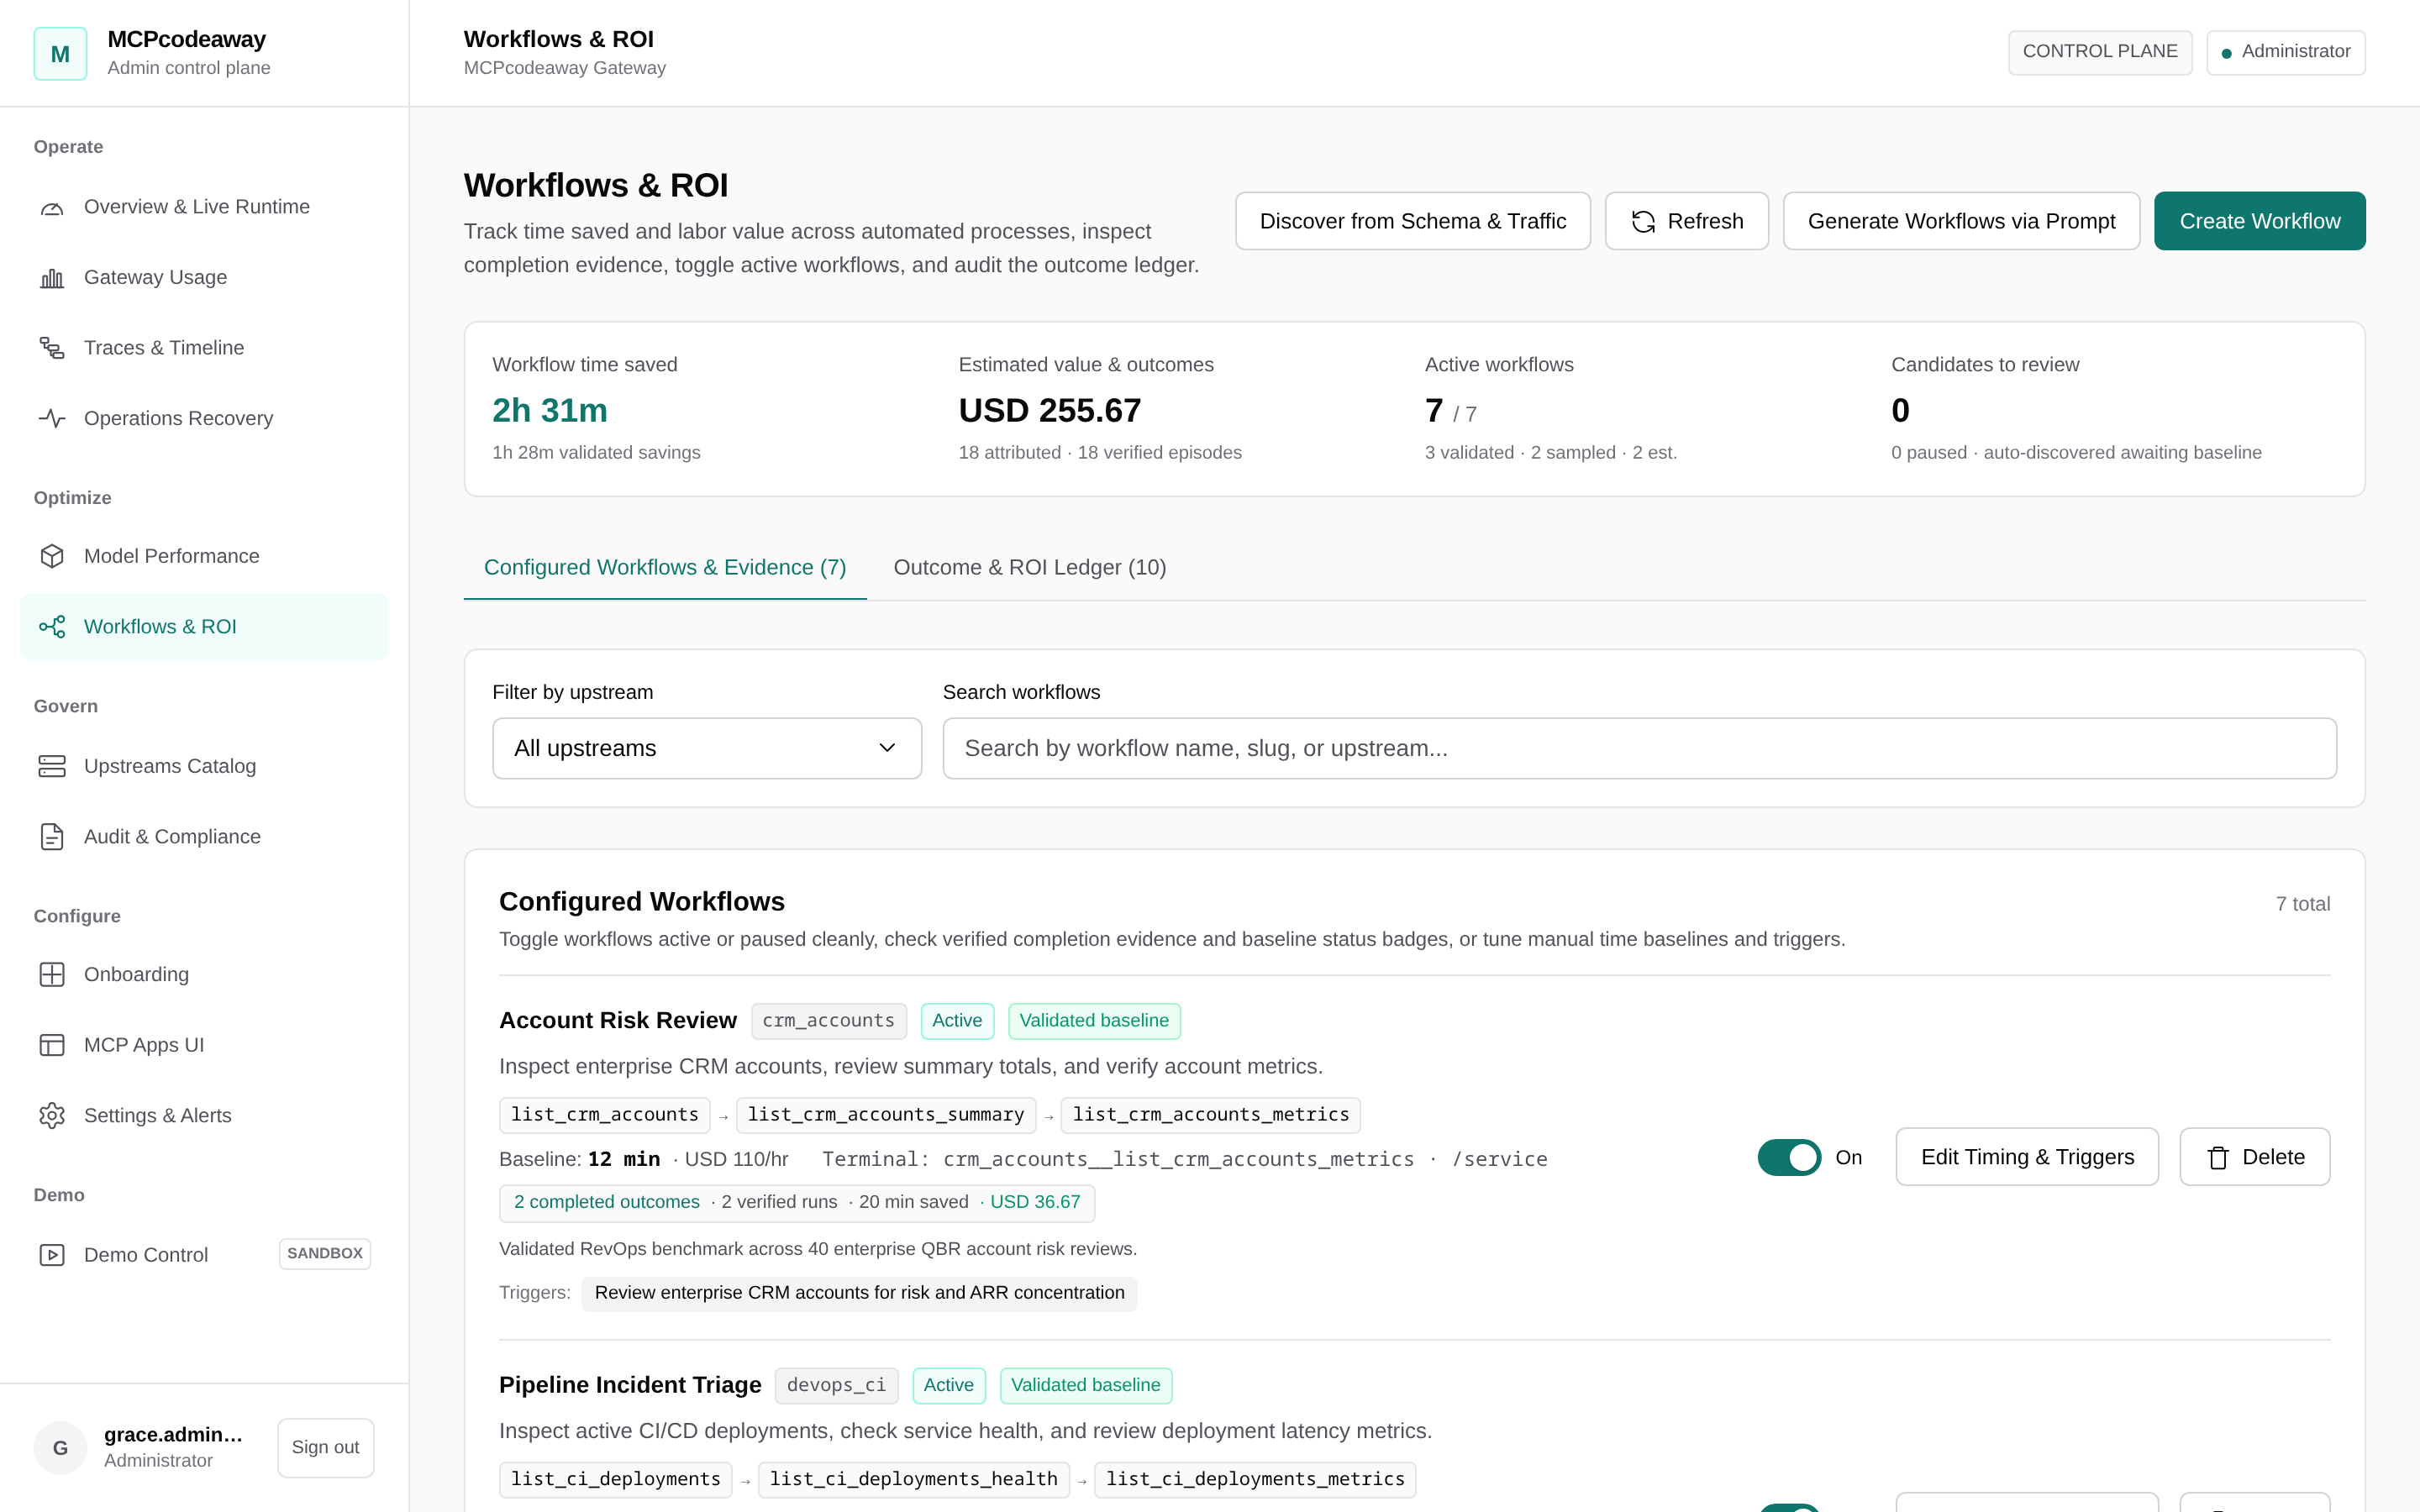 M
MCPcodeaway
Admin control plane
Operate
Overview & Live Runtime
Gateway Usage
Traces & Timeline
Operations Recovery
Optimize
Model Performance
Workflows & ROI
Govern
Upstreams Catalog
Audit & Compliance
Configure
Onboarding
MCP Apps UI
Settings & Alerts
Demo
Demo Control SANDBOX
G
grace.admin...
Administrator
Sign out
Workflows & ROI
MCPcodeaway Gateway
CONTROL PLANE
Administrator
Workflows & ROI
Track time saved and labor value across automated processes, inspect
completion evidence, toggle active workflows, and audit the outcome ledger.
Discover from Schema & Traffic
Refresh
Generate Workflows via Prompt
Create Workflow
Workflow time saved
2h 31m
1h 28m validated savings
Estimated value & outcomes
USD 255.67
18 attributed · 18 verified episodes
Active workflows
7 / 7
3 validated · 2 sampled · 2 est.
Candidates to review
0
0 paused · auto-discovered awaiting baseline
Configured Workflows & Evidence (7)
Outcome & ROI Ledger (10)
Filter by upstream
All upstreams
Search workflows
Search by workflow name, slug, or upstream...
Configured Workflows
7 total
Toggle workflows active or paused cleanly, check verified completion evidence and baseline status badges, or tune manual time baselines and triggers.
Account Risk Review crm_accounts Active Validated baseline
Inspect enterprise CRM accounts, review summary totals, and verify account metrics.
list_crm_accounts → list_crm_accounts_summary → list_crm_accounts_metrics
Baseline: 12 min · USD 110/hr Terminal: crm_accounts__list_crm_accounts_metrics · /service
2 completed outcomes · 2 verified runs · 20 min saved · USD 36.67
Validated RevOps benchmark across 40 enterprise QBR account risk reviews.
Triggers: Review enterprise CRM accounts for risk and ARR concentration
On
Edit Timing & Triggers
Delete
Pipeline Incident Triage devops_ci Active Validated baseline
Inspect active CI/CD deployments, check service health, and review deployment latency metrics.
list_ci_deployments → list_ci_deployments_health → list_ci_deployments_metrics